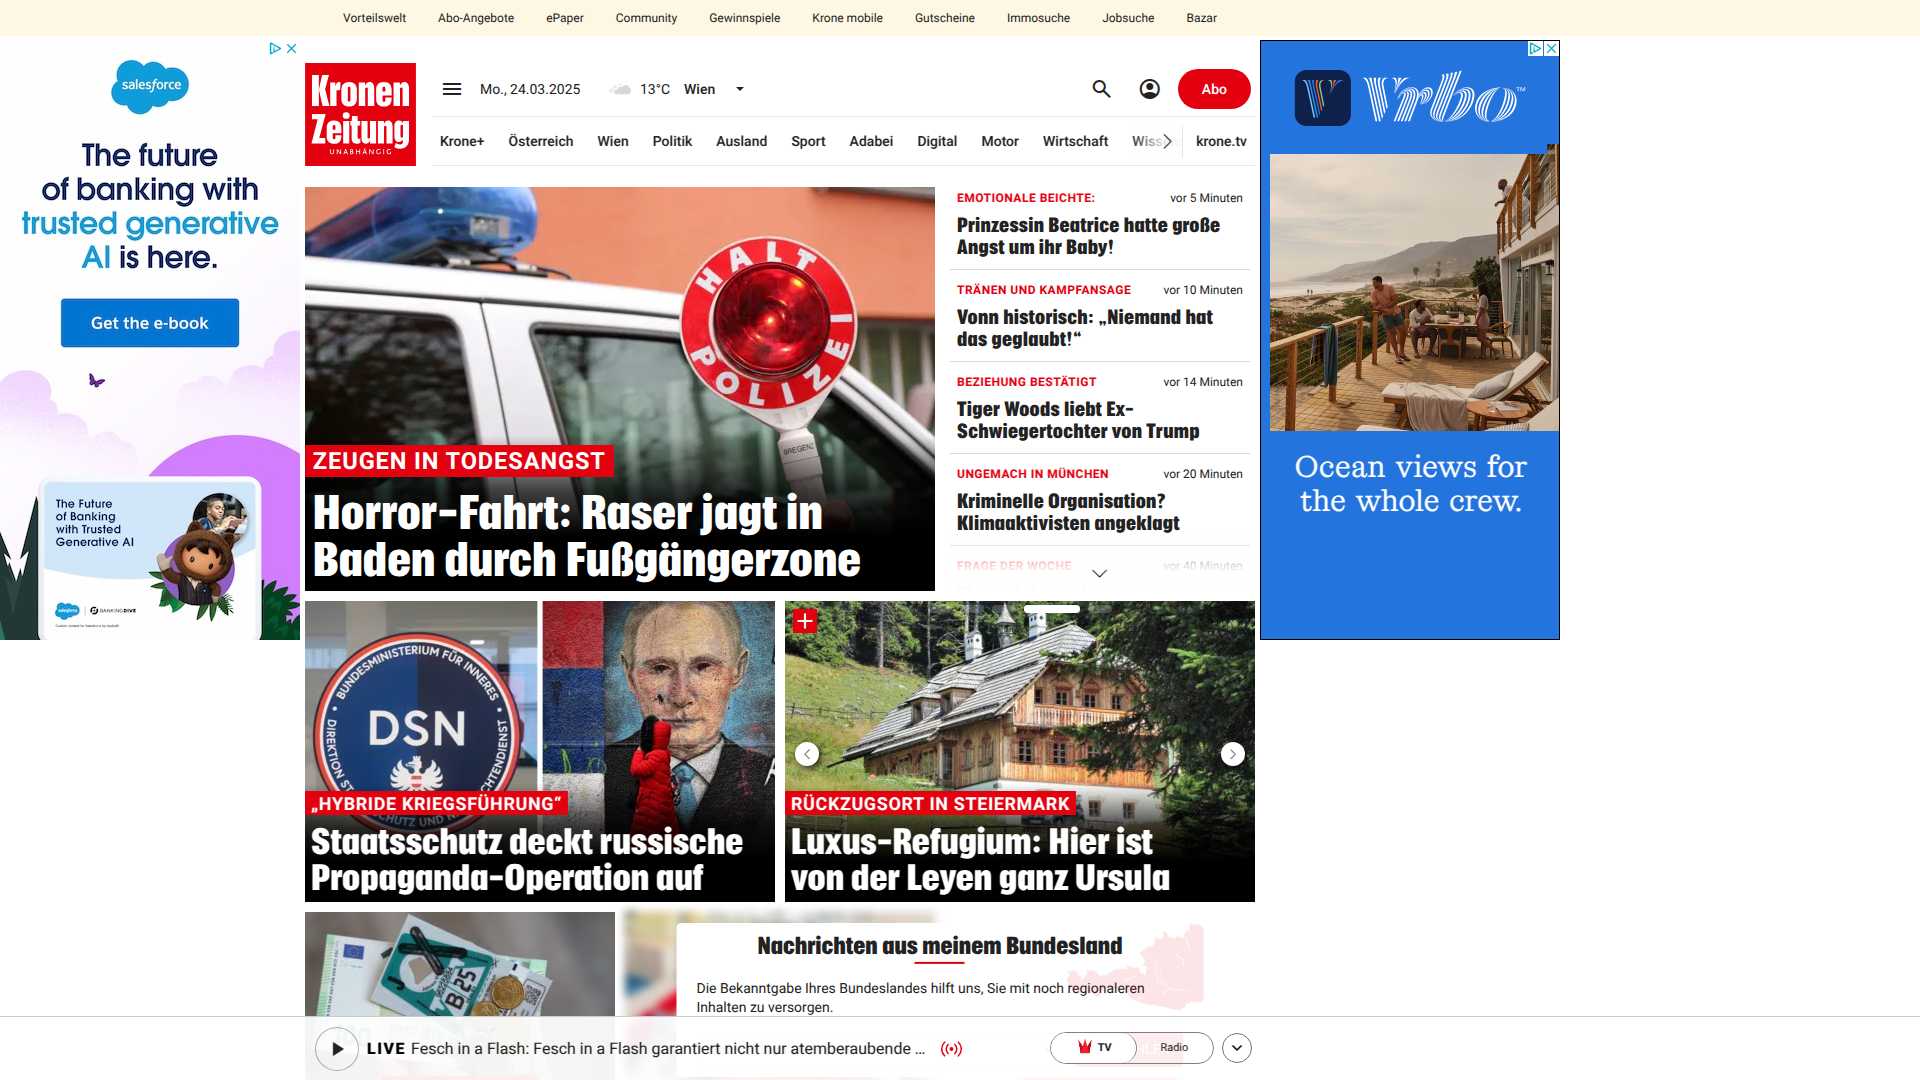 Vorteilswelt
Abo-Angebote
ePaper
Community
Gewinnspiele
Krone mobile
Gutscheine
Immosuche
Jobsuche
Bazar
salesforce
The future
of banking with
trusted generative
AI is here.
Get the e-book
The Future
of Banking
with Trusted
Generative AI
salesforce
BANKINGDIVE
Kronen
Zeitung
UNABHÄNGIG
Mo., 24.03.2025
13°C
Wien
Abo
Krone+
Österreich
Wien
Politik
Ausland
Sport
Adabei
Digital
Motor
Wirtschaft
Wiss
krone.tv
HALT
POLIZEI
BREGENZ
ZEUGEN IN TODESANGST
Horror-Fahrt: Raser jagt in
Baden durch Fußgängerzone
EMOTIONALE BEICHTE:
vor 5 Minuten
Prinzessin Beatrice hatte große
Angst um ihr Baby!
TRÄNEN UND KAMPFANSAGE
vor 10 Minuten
Vonn historisch: „Niemand hat
das geglaubt!“
BEZIEHUNG BESTÄTIGT
vor 14 Minuten
Tiger Woods liebt Ex-
Schwiegertochter von Trump
UNGEMACH IN MÜNCHEN
vor 20 Minuten
Kriminelle Organisation?
Klimaaktivisten angeklagt
FRAGE DER WOCHE
vor 40 Minuten
Vrbo™
Ocean views for
the whole crew.
BUNDESMINISTERIUM FÜR INNERES
DSN
„HYBRIDE KRIEGSFÜHRUNG“
Staatsschutz deckt russische
Propaganda-Operation auf
RÜCKZUGSORT IN STEIERMARK
Luxus-Refugium: Hier ist
von der Leyen ganz Ursula
B25
Nachrichten aus meinem Bundesland
Die Bekanntgabe Ihres Bundeslandes hilft uns, Sie mit noch regionaleren
Inhalten zu versorgen.
LIVE Fesch in a Flash: Fesch in a Flash garantiert nicht nur atemberaubende ...
TV
Radio